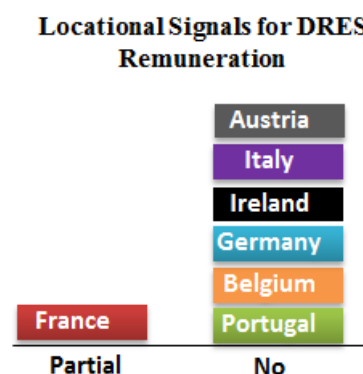 Locational Signals for DRES
Remuneration
Austria
Italy
Ireland
Germany
Belgium
France
Portugal
Partial
No